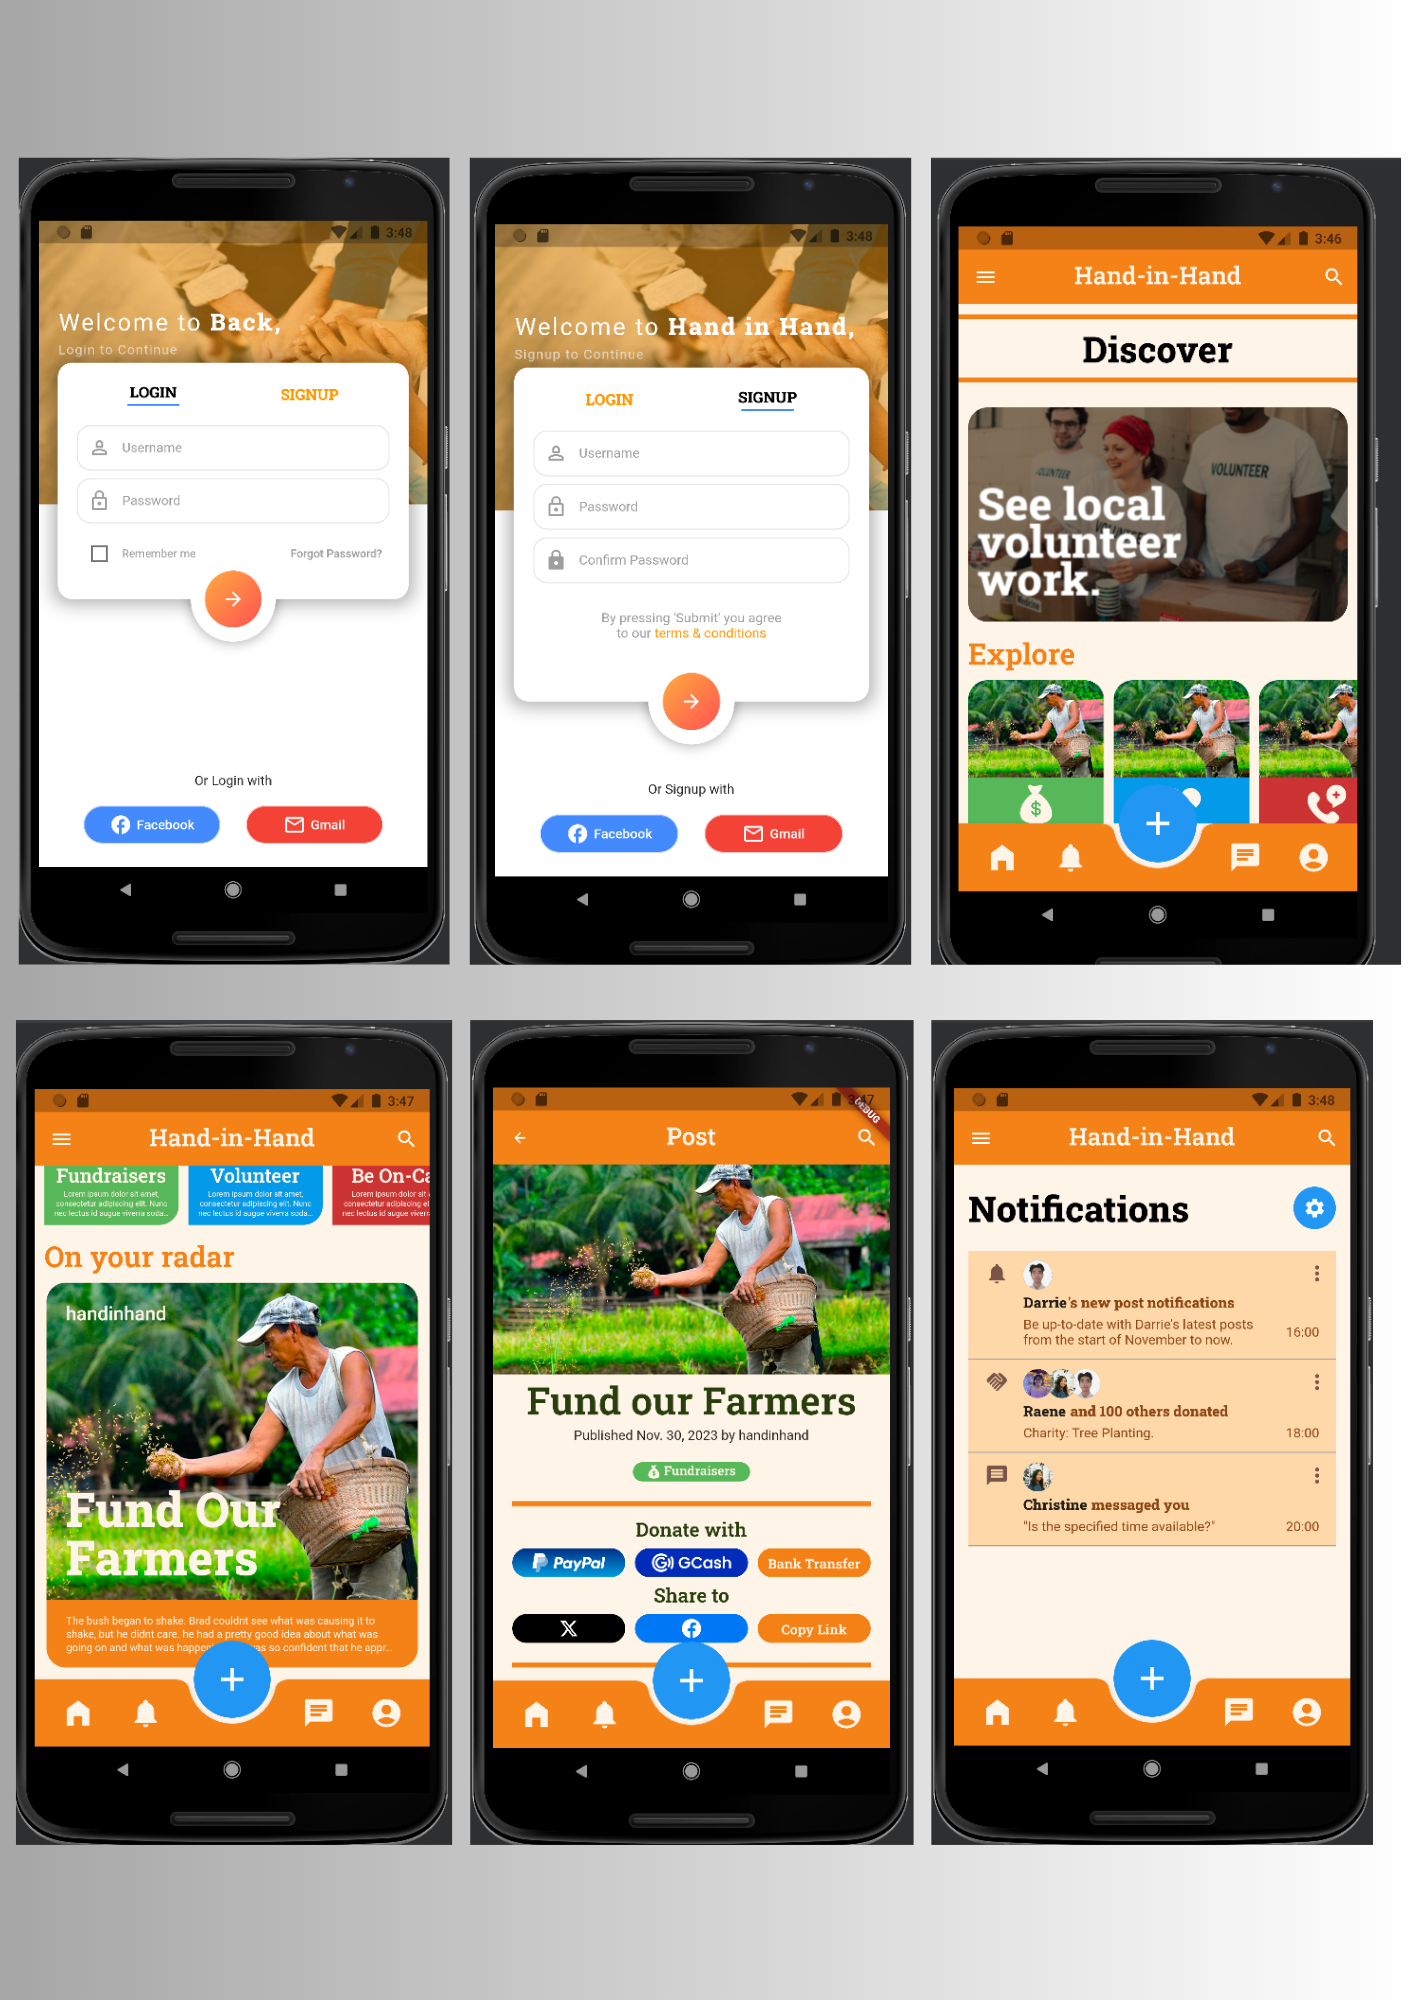 3:48
Welcome to Back,
Login to Continue
LOGIN
SIGNUP
Username
Password
Remember me
Forgot Password?
Or Login with
Facebook
Gmail
3:48
Welcome to Hand in Hand,
Signup to Continue
LOGIN
SIGNUP
Username
Password
Confirm Password
By pressing 'Submit' you agree
to our terms & conditions
Or Signup with
Facebook
Gmail
3:46
Hand-in-Hand
Discover
VOLUNTEER
VOLUNTEER
See local
volunteer
work.
Explore
3:47
Hand-in-Hand
Fundraisers
Lorem ipsum dolor sit amet,
consectetur adipiscing elit. Nunc
nec lectus id augue viverra soda...
Volunteer
Lorem ipsum dolor sit amet,
consectetur adipiscing elit. Nunc
nec lectus id augue viverra soda...
Be On-Ca
Lorem ipsum dolor sit
consectetur adipiscing el
nec lectus id augue viverra
On your radar
handinhand
Fund Our
Farmers
The bush began to shake. Brad couldnt see what was causing it to
shake, but he didnt care. he had a pretty good idea about what was
going on and what was happen as so confident that he appr...
DEBUG
Post
Fund our Farmers
Published Nov. 30, 2023 by handinhand
Fundraisers
Donate with
PayPal
GCash
Bank Transfer
Share to
X
Copy Link
3:48
Hand-in-Hand
Notifications
Darrie's new post notifications
Be up-to-date with Darrie's latest posts
from the start of November to now.
16:00
Raene and 100 others donated
Charity: Tree Planting.
18:00
Christine messaged you
"Is the specified time available?"
20:00